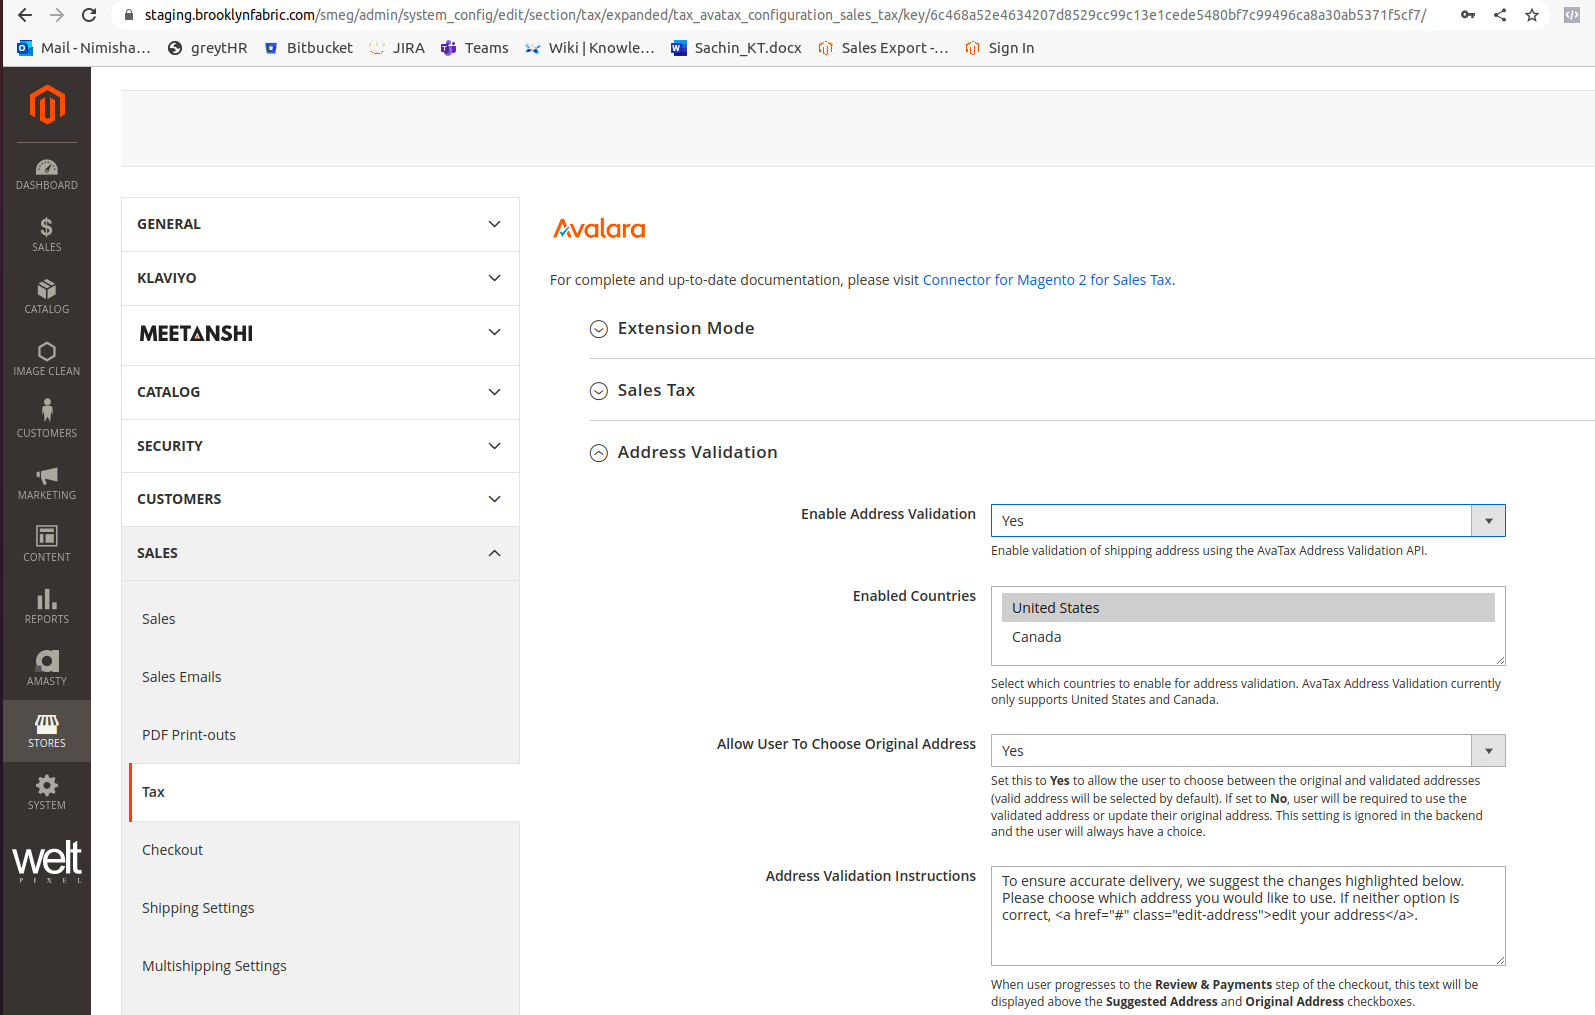 staging.brooklynfabric.com/smeg/admin/system_config/edit/section/tax/expanded/tax_avatax_configuration_sales_tax/key/6c468a52e4634207d8529cc99c13e1cede5480bf7c99496ca8a30ab5371f5cf7/
Mail - Nimisha... greytHR Bitbucket JIRA Teams Wiki | Knowle... Sachin_KT.docx Sales Export -... Sign In
DASHBOARD
SALES
CATALOG
IMAGE CLEAN
CUSTOMERS
MARKETING
CONTENT
REPORTS
AMASTY
STORES
SYSTEM
welt
PIXEL
GENERAL
KLAVIYO
MEETANSHI
CATALOG
SECURITY
CUSTOMERS
SALES
Sales
Sales Emails
PDF Print-outs
Tax
Checkout
Shipping Settings
Multishipping Settings
Avalara
For complete and up-to-date documentation, please visit Connector for Magento 2 for Sales Tax.
Extension Mode
Sales Tax
Address Validation
Enable Address Validation
Yes
Enable validation of shipping address using the AvaTax Address Validation API.
Enabled Countries
United States
Canada
Select which countries to enable for address validation. AvaTax Address Validation currently
only supports United States and Canada.
Allow User To Choose Original Address
Yes
Set this to Yes to allow the user to choose between the original and validated addresses
(valid address will be selected by default). If set to No, user will be required to use the
validated address or update their original address. This setting is ignored in the backend
and the user will always have a choice.
Address Validation Instructions
To ensure accurate delivery, we suggest the changes highlighted below.
Please choose which address you would like to use. If neither option is
correct, <a href="#" class="edit-address">edit your address</a>.
When user progresses to the Review & Payments step of the checkout, this text will be
displayed above the Suggested Address and Original Address checkboxes.